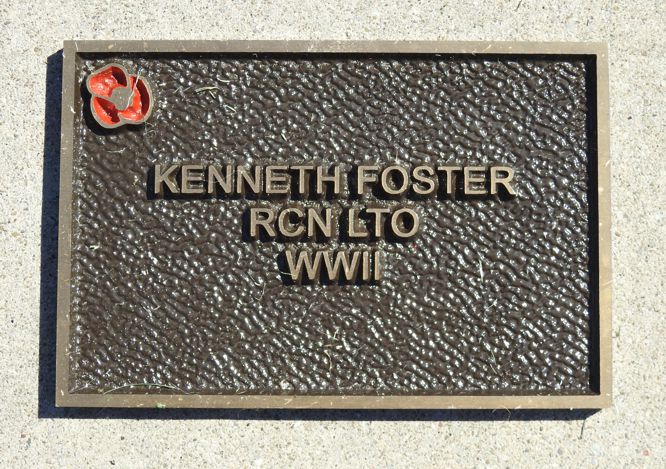 KENNETH FOSTER
RCN LTO
WWII